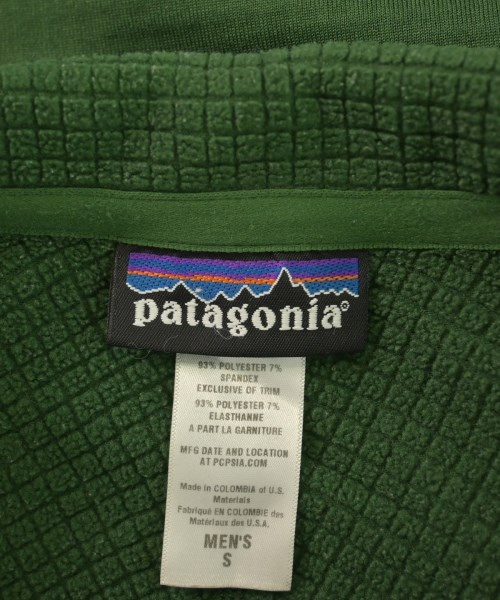 patagonia®
93% POLYESTER 7%
SPANDEX
EXCLUSIVE OF TRIM
93% POLYESTER 7%
ELASTHANNE
A PART LA GARNITURE
MFG DATE AND LOCATION
AT PCPSIA.COM
Made in COLOMBIA of U.S.
Materials
Fabriqué EN COLOMBIE des
Matériaux des U.S.A.
MEN'S
S